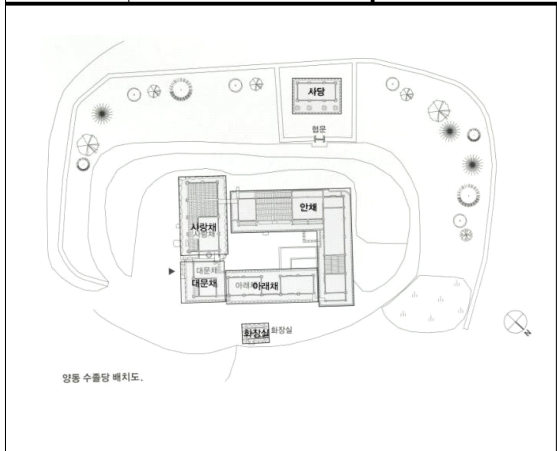 사당
협문
안채
사랑채
사랑채
대문채
대문채
아래채
아래채
화장실
화장실
N
양동 수졸당 배치도.